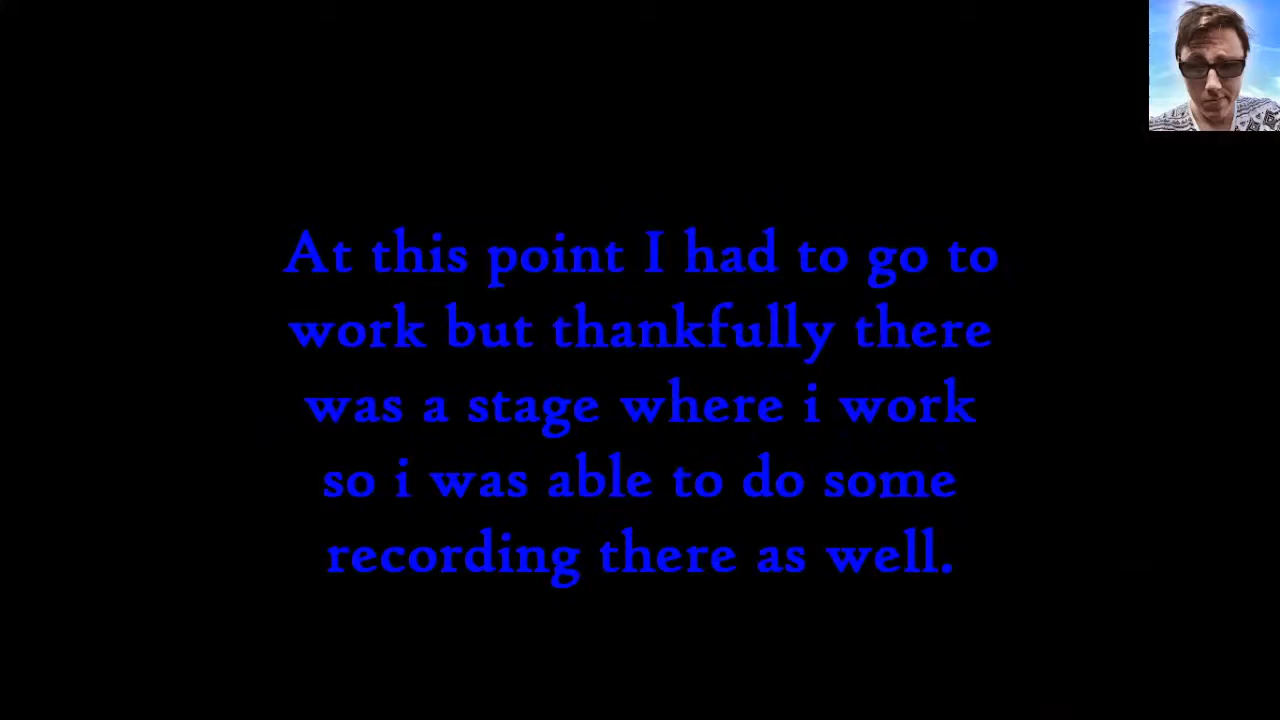 At this point I had to go to
work but thankfully there
was a stage where i work
so i was able to do some
recording there as well.